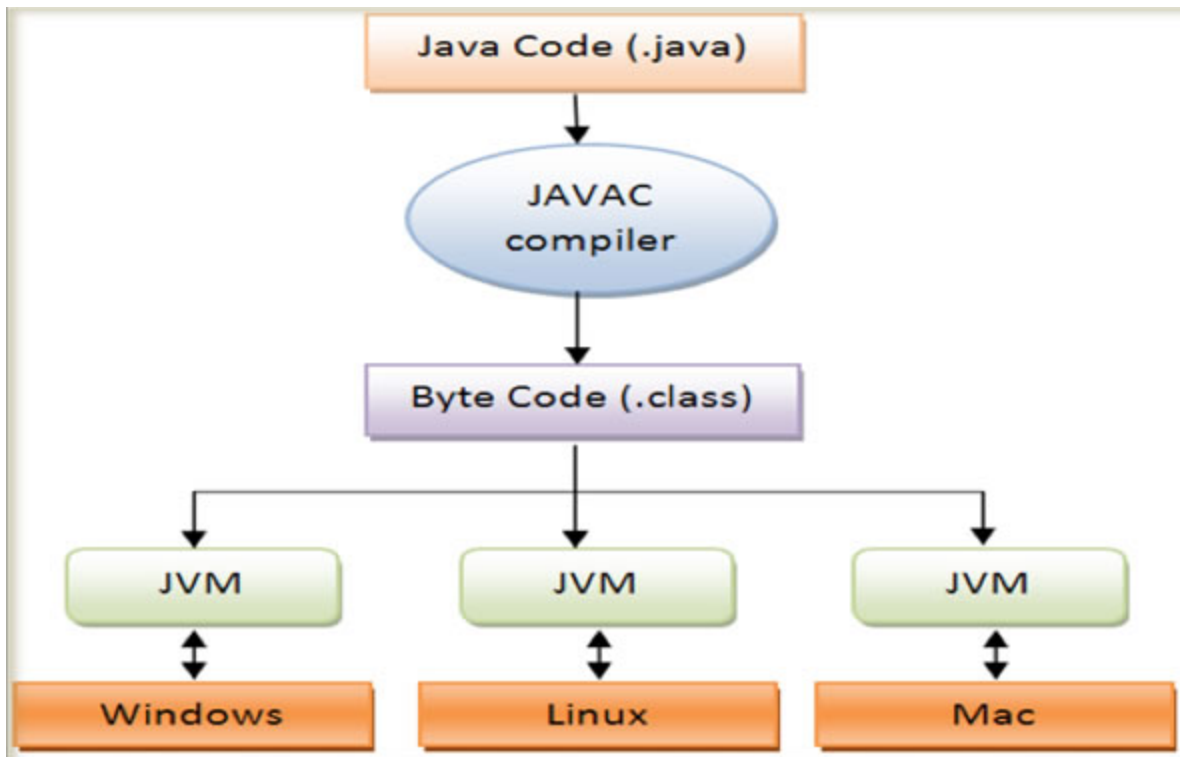 Java Code (.java)
JAVAC
compiler
Byte Code (.class)
JVM
JVM
JVM
Windows
Linux
Mac